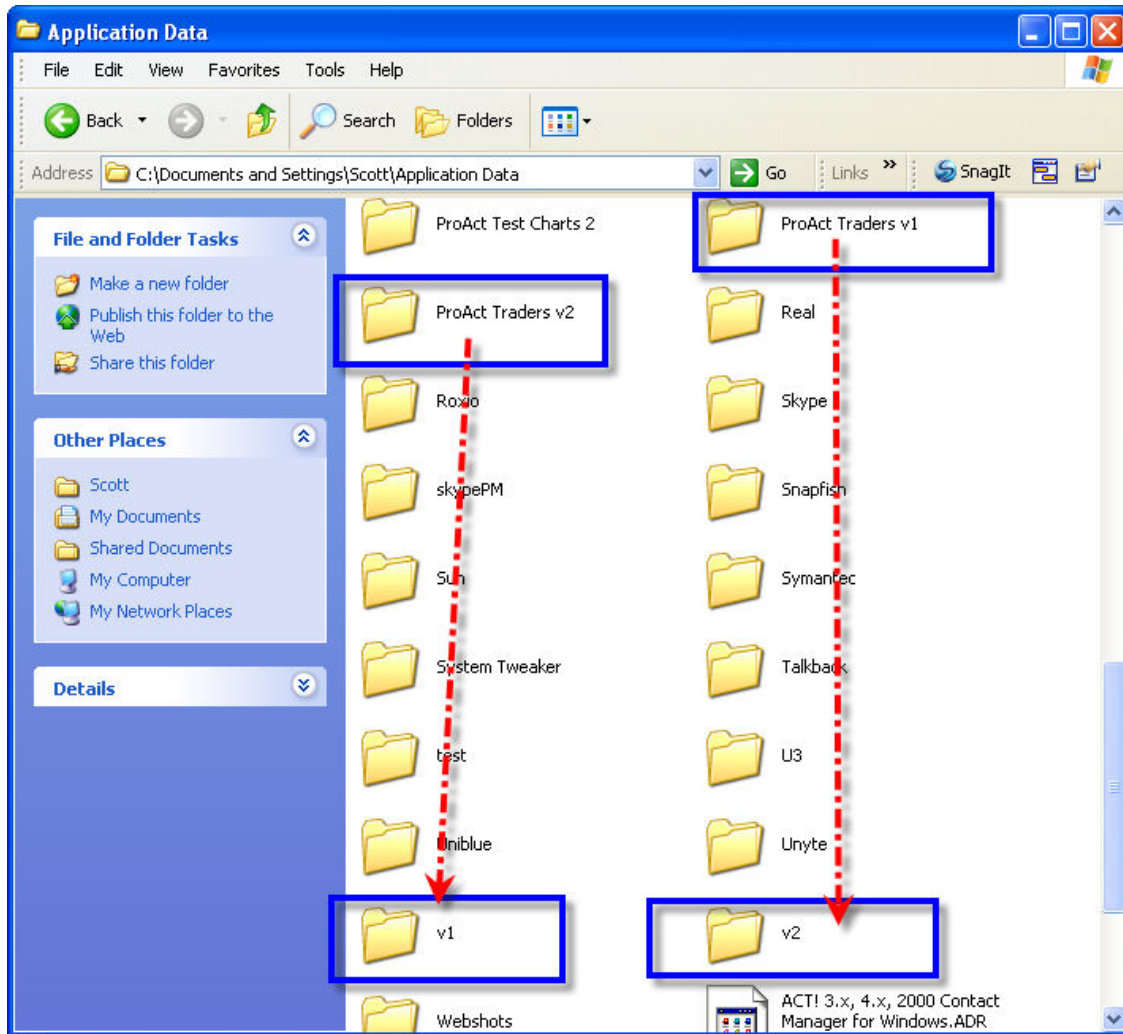 Application Data
File Edit View Favorites Tools Help
Back Search Folders
Address C:\Documents and Settings\Scott\Application Data Go Links » SnagIt
File and Folder Tasks
Make a new folder
Publish this folder to the
Web
Share this folder
Other Places
Scott
My Documents
Shared Documents
My Computer
My Network Places
Details
ProAct Test Charts 2
ProAct Traders v1
ProAct Traders v2
Real
Roxio
Skype
skypePM
Snapfish
Sun
Symantec
System Tweaker
Talkback
test
U3
Uniblue
Unyte
v1
v2
Webshots
ACT! 3.x, 4.x, 2000 Contact
Manager for Windows.ADR